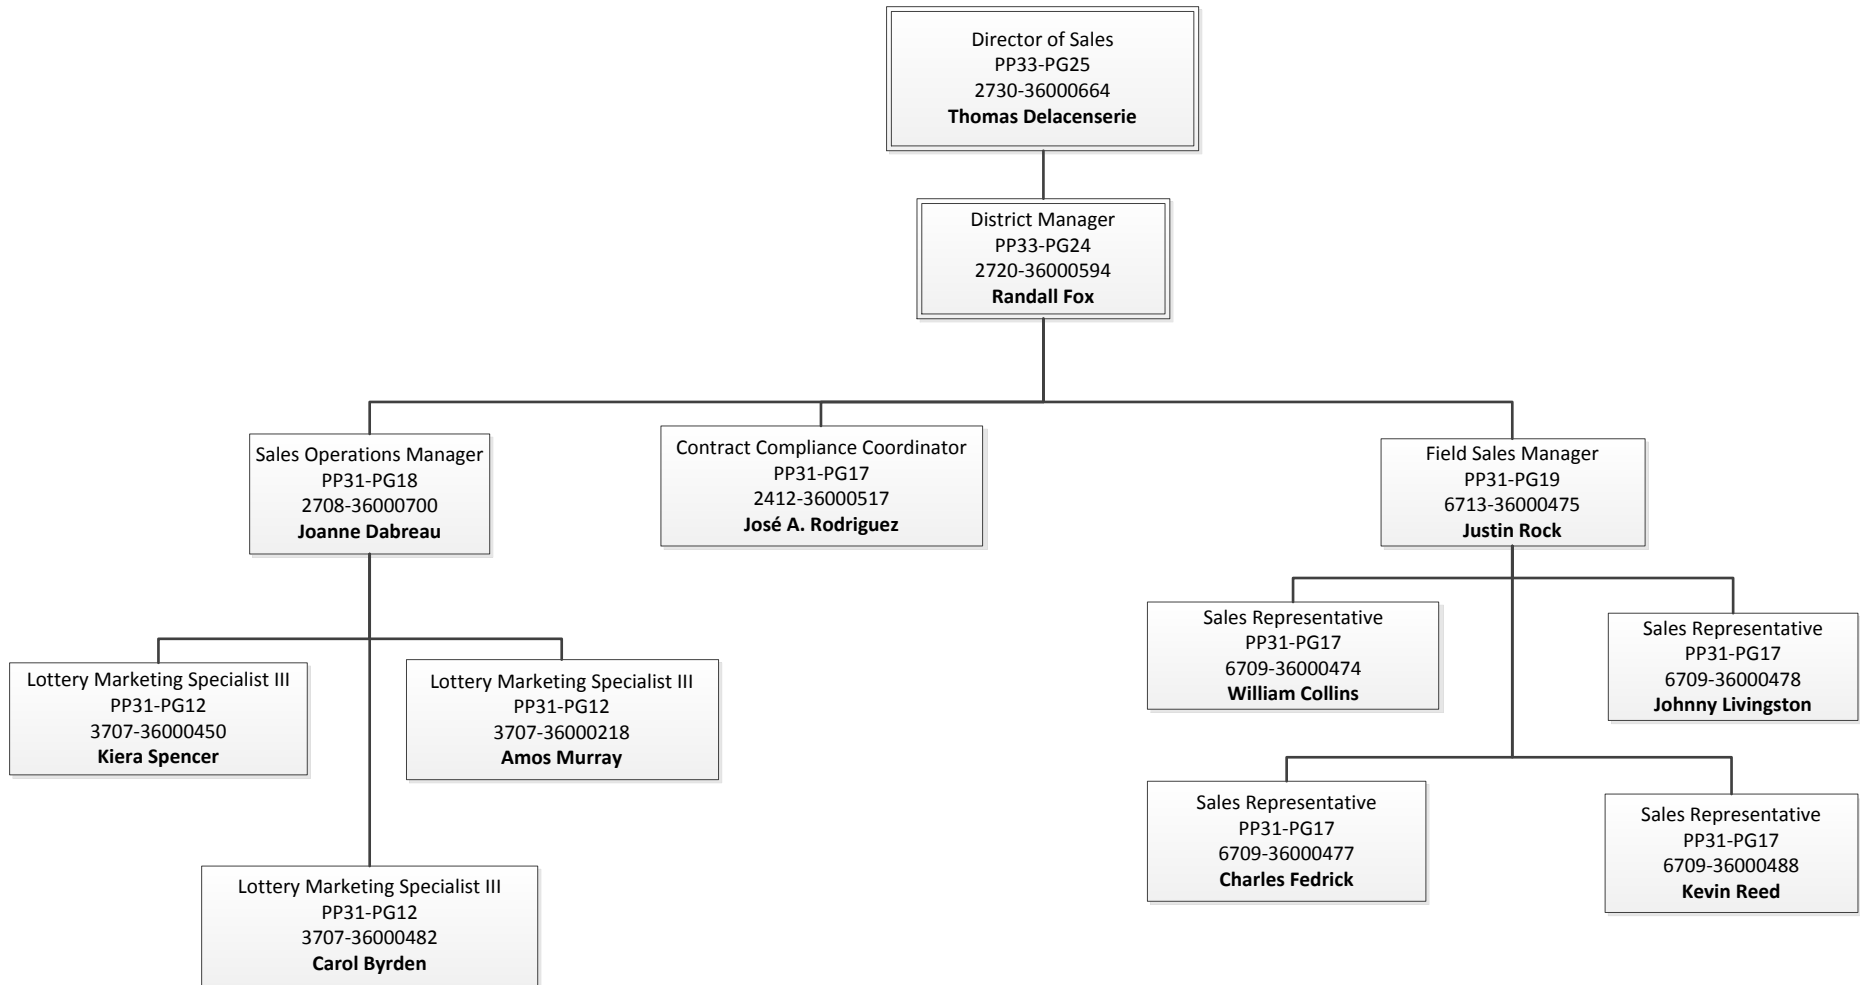 Director of Sales
PP33-PG25
2730-36000664
Thomas Delacenserie
District Manager
PP33-PG24
2720-36000594
Randall Fox
Sales Operations Manager
PP31-PG18
2708-36000700
Joanne Dabreau
Contract Compliance Coordinator
PP31-PG17
2412-36000517
José A. Rodriguez
Field Sales Manager
PP31-PG19
6713-36000475
Justin Rock
Lottery Marketing Specialist III
PP31-PG12
3707-36000450
Kiera Spencer
Lottery Marketing Specialist III
PP31-PG12
3707-36000218
Amos Murray
Lottery Marketing Specialist III
PP31-PG12
3707-36000482
Carol Byrden
Sales Representative
PP31-PG17
6709-36000474
William Collins
Sales Representative
PP31-PG17
6709-36000478
Johnny Livingston
Sales Representative
PP31-PG17
6709-36000477
Charles Fedrick
Sales Representative
PP31-PG17
6709-36000488
Kevin Reed